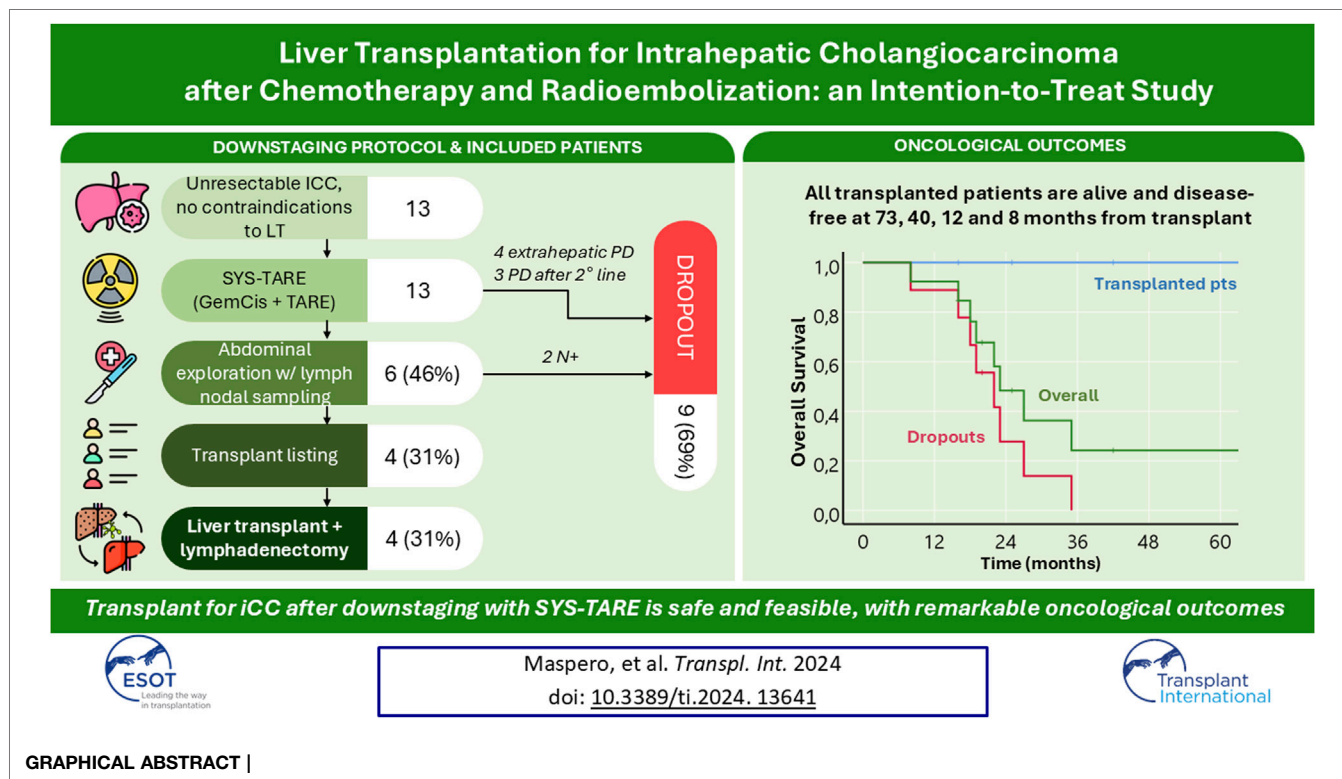 Liver Transplantation for Intrahepatic Cholangiocarcinoma
after Chemotherapy and Radioembolization: an Intention-to-Treat Study
DOWNSTAGING PROTOCOL & INCLUDED PATIENTS
Unresectable ICC,
no contraindications
to LT
13
SYS-TARE
(GemCis + TARE)
13
4 extrahepatic PD
3 PD after 2° line
Abdominal
exploration w/ lymph
nodal sampling
6 (46%)
2 N+
Transplant listing
4 (31%)
Liver transplant +
lymphadenectomy
4 (31%)
DROPOUT
9 (69%)
ONCOLOGICAL OUTCOMES
All transplanted patients are alive and disease-
free at 73, 40, 12 and 8 months from transplant
Overall Survival
1,0
0,8
0,6
0,4
0,2
0,0
Transplanted pts
Overall
Dropouts
0 12 24 36 48 60
Time (months)
Transplant for iCC after downstaging with SYS-TARE is safe and feasible, with remarkable oncological outcomes
ESOT
Leading the way
in transplantation
Maspero, et al. Transpl. Int. 2024
doi: 10.3389/ti.2024. 13641
Transplant
International
GRAPHICAL ABSTRACT |